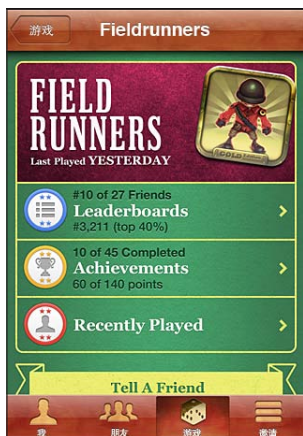 游戏
Fieldrunners
FIELD
RUNNERS
Last Played YESTERDAY
GOLD
#10 of 27 Friends
Leaderboards
#3,211 (top 40%)
10 of 45 Completed
Achievements
60 of 140 points
Recently Played
Tell A Friend
我
朋友
游戏
邀请